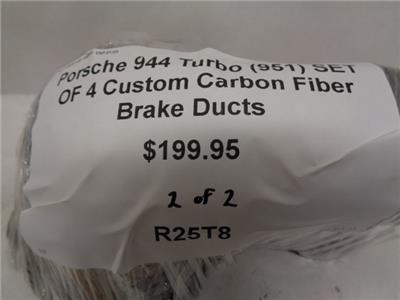 Porsche 944 Turbo (951) SET
OF 4 Custom Carbon Fiber
Brake Ducts
$199.95
2 of 2
R25T8